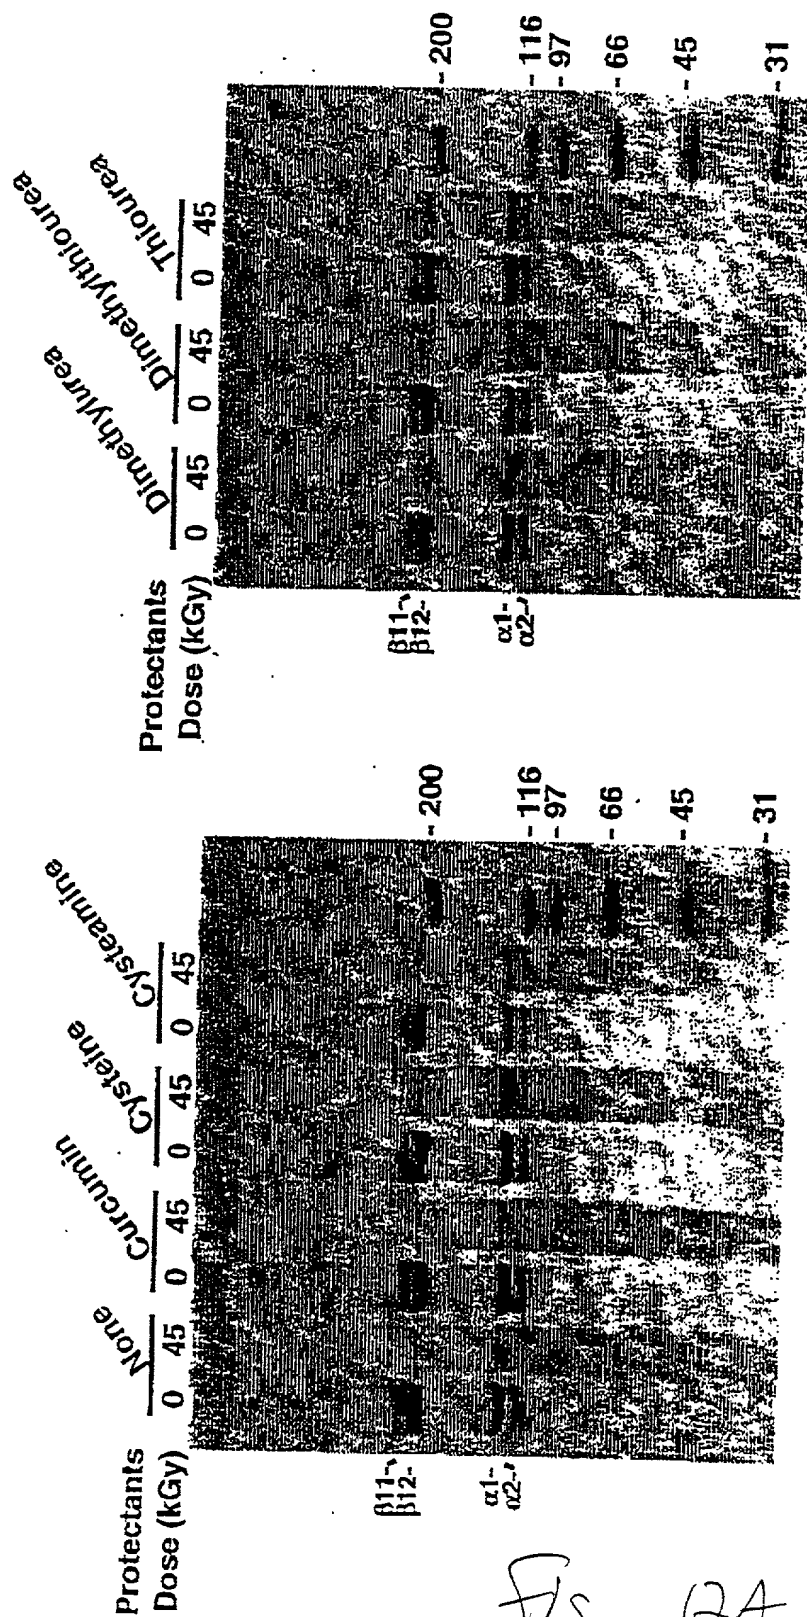 Protectants None Curcumin Cysteine Cysteamine
Dose (kGy) 0 45 0 45 0 45 0 45
β11-
β12-
α1-
α2-
- 200
- 116
- 97
- 66
- 45
- 31
Protectants Dimethylurea Dimethylthiourea Thiourea
Dose (kGy) 0 45 0 45 0 45
β11-
β12-
α1-
α2-
- 200
- 116
- 97
- 66
- 45
- 31
Fig 12A